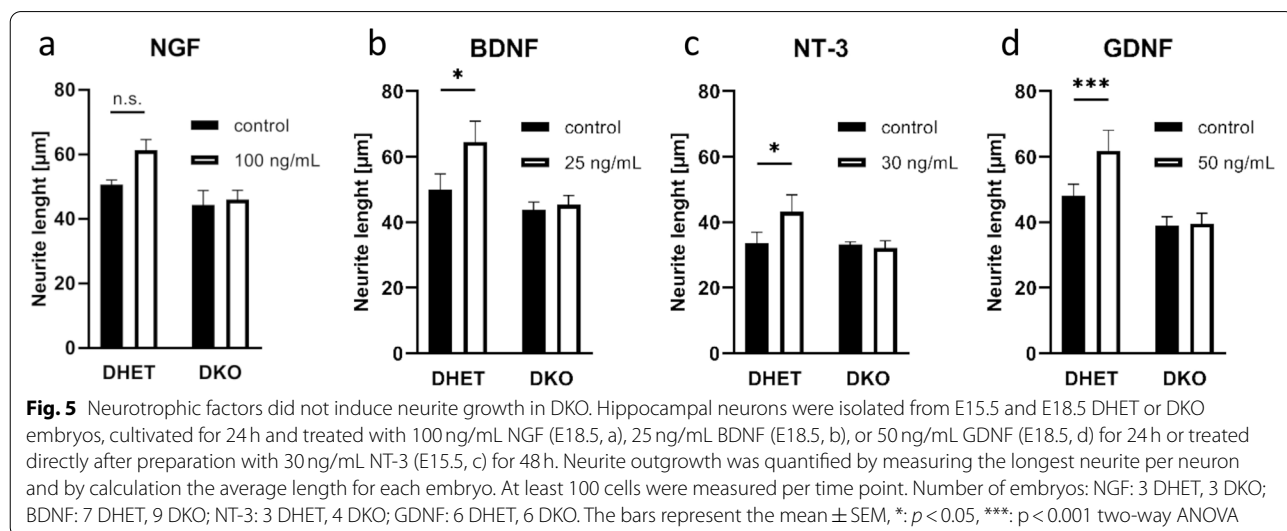 a NGF
80
60
40
20
0
Neurite lenght [µm]
n.s.
control
100 ng/mL
DHET DKO
b BDNF
80
60
40
20
0
Neurite lenght [µm]
*
control
25 ng/mL
DHET DKO
c NT-3
80
60
40
20
0
Neurite lenght [µm]
*
control
30 ng/mL
DHET DKO
d GDNF
80
60
40
20
0
Neurite lenght [µm]
***
control
50 ng/mL
DHET DKO
Fig. 5 Neurotrophic factors did not induce neurite growth in DKO. Hippocampal neurons were isolated from E15.5 and E18.5 DHET or DKO
embryos, cultivated for 24 h and treated with 100 ng/mL NGF (E18.5, a), 25 ng/mL BDNF (E18.5, b), or 50 ng/mL GDNF (E18.5, d) for 24 h or treated
directly after preparation with 30 ng/mL NT-3 (E15.5, c) for 48 h. Neurite outgrowth was quantified by measuring the longest neurite per neuron
and by calculation the average length for each embryo. At least 100 cells were measured per time point. Number of embryos: NGF: 3 DHET, 3 DKO;
BDNF: 7 DHET, 9 DKO; NT-3: 3 DHET, 4 DKO; GDNF: 6 DHET, 6 DKO. The bars represent the mean ± SEM, *: p < 0.05, ***: p < 0.001 two-way ANOVA